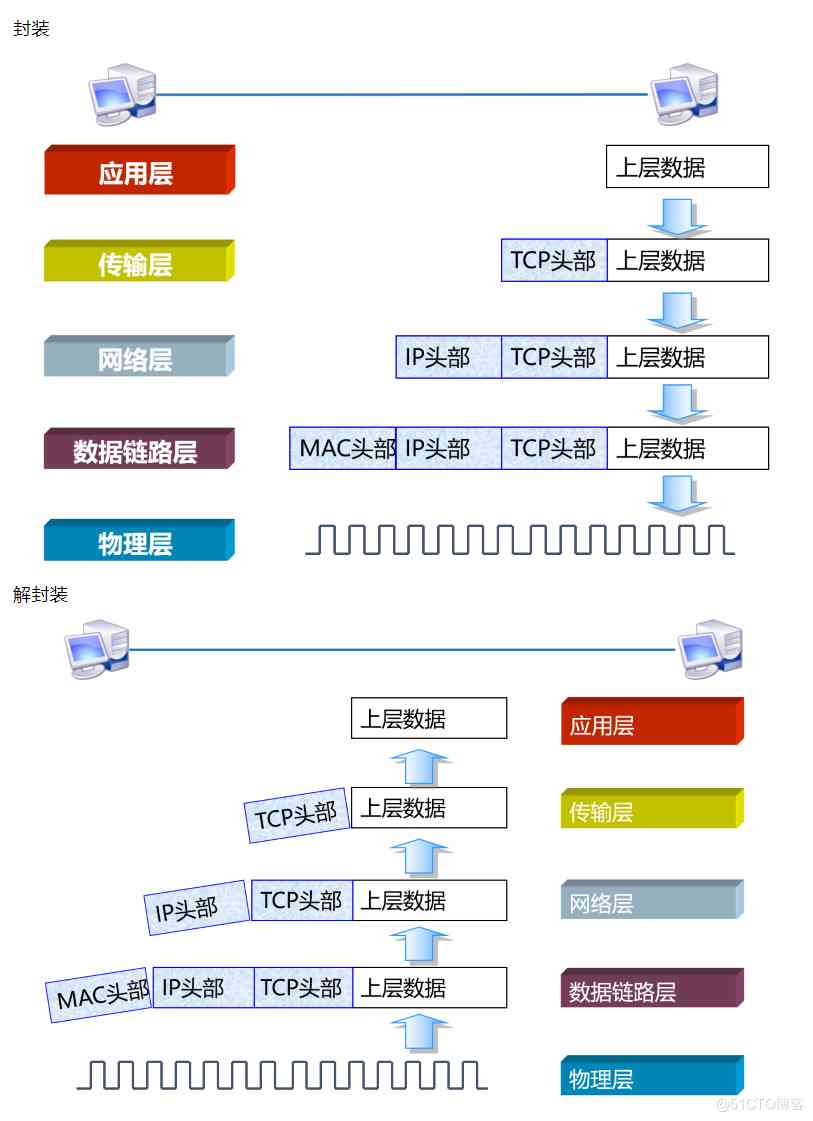 封装
应用层
上层数据
传输层
TCP头部 上层数据
网络层
IP头部 TCP头部 上层数据
数据链路层
MAC头部 IP头部 TCP头部 上层数据
物理层
解封装
上层数据
应用层
TCP头部 上层数据
传输层
IP头部 TCP头部 上层数据
网络层
MAC头部 IP头部 TCP头部 上层数据
数据链路层
物理层
@51CTO博客